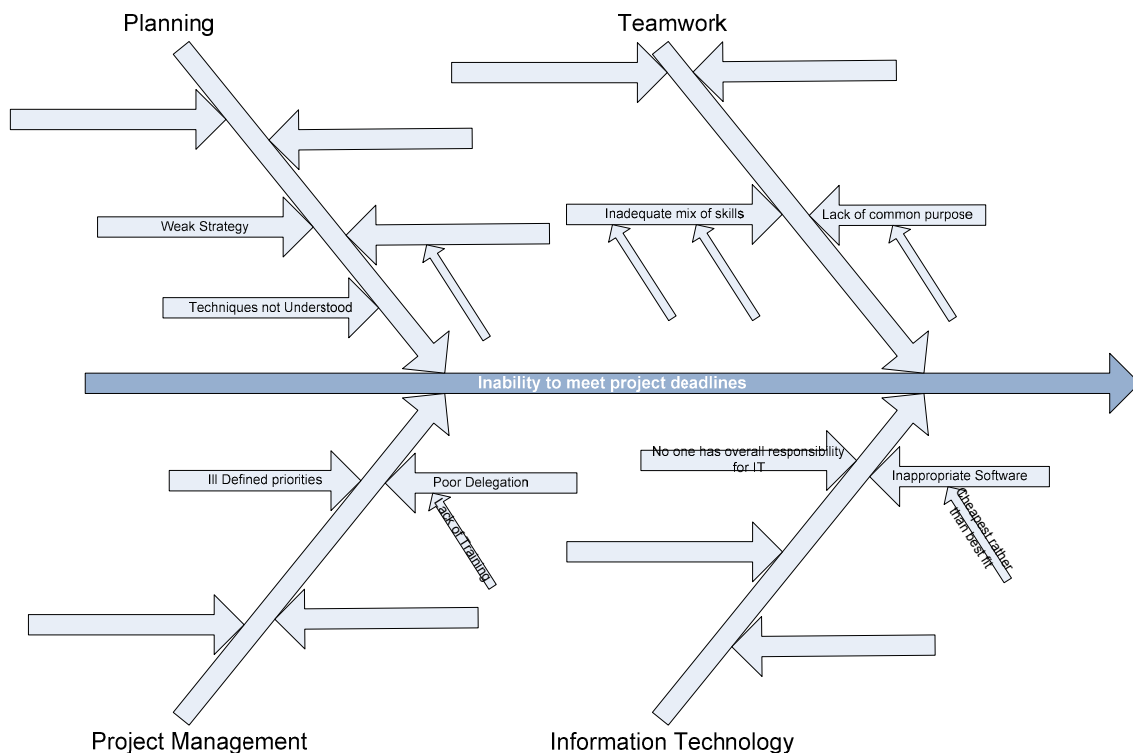 Planning
Teamwork
Inadequate mix of skills
Lack of common purpose
Weak Strategy
Techniques not Understood
Inability to meet project deadlines
No one has overall responsibility
for IT
Ill Defined priorities
Poor Delegation
Inappropriate Software
Lack of Training
Cheapest rather
than best fit
Project Management
Information Technology